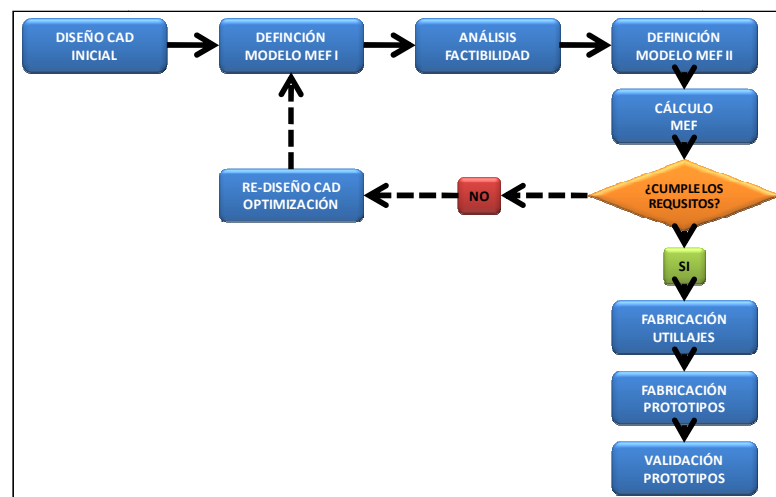 DISEÑO CAD
INICIAL
DEFINCIÓN
MODELO MEF I
ANÁLISIS
FACTIBILIDAD
DEFINICIÓN
MODELO MEF II
CÁLCULO
MEF
¿CUMPLE LOS
REQUSITOS?
NO
RE-DISEÑO CAD
OPTIMIZACIÓN
SI
FABRICACIÓN
UTILLAJES
FABRICACIÓN
PROTOTIPOS
VALIDACIÓN
PROTOTIPOS